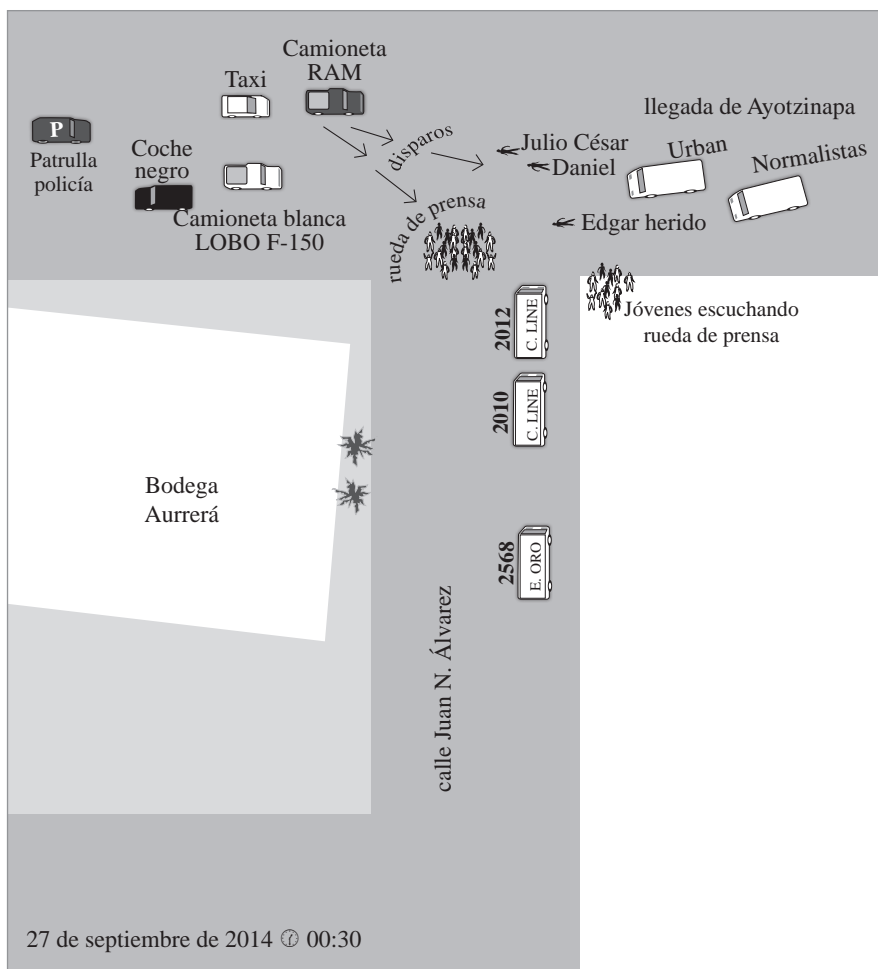 Camioneta
RAM
Taxi
llegada de Ayotzinapa
P
Patrulla
policía
Coche
negro
disparos
Julio César
Daniel
Urban
Normalistas
Camioneta blanca
LOBO F-150
rueda de prensa
Edgar herido
2012
C. LINE
Jóvenes escuchando
rueda de prensa
2010
C. LINE
Bodega
Aurrerá
2568
E. ORO
calle Juan N. Álvarez
27 de septiembre de 2014 00:30